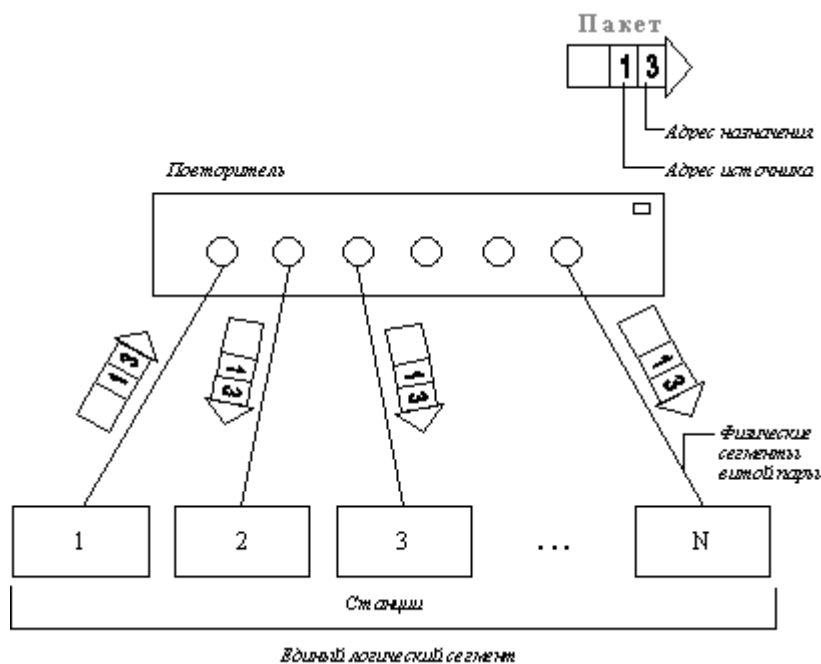 Пакет
1 3
Адрес назначения
Адрес источника
Повторитель
1 3
1 3
1 3
1 3
Физические
сегменты
витой пары
1
2
3
...
N
Станции
Единый логический сегмент